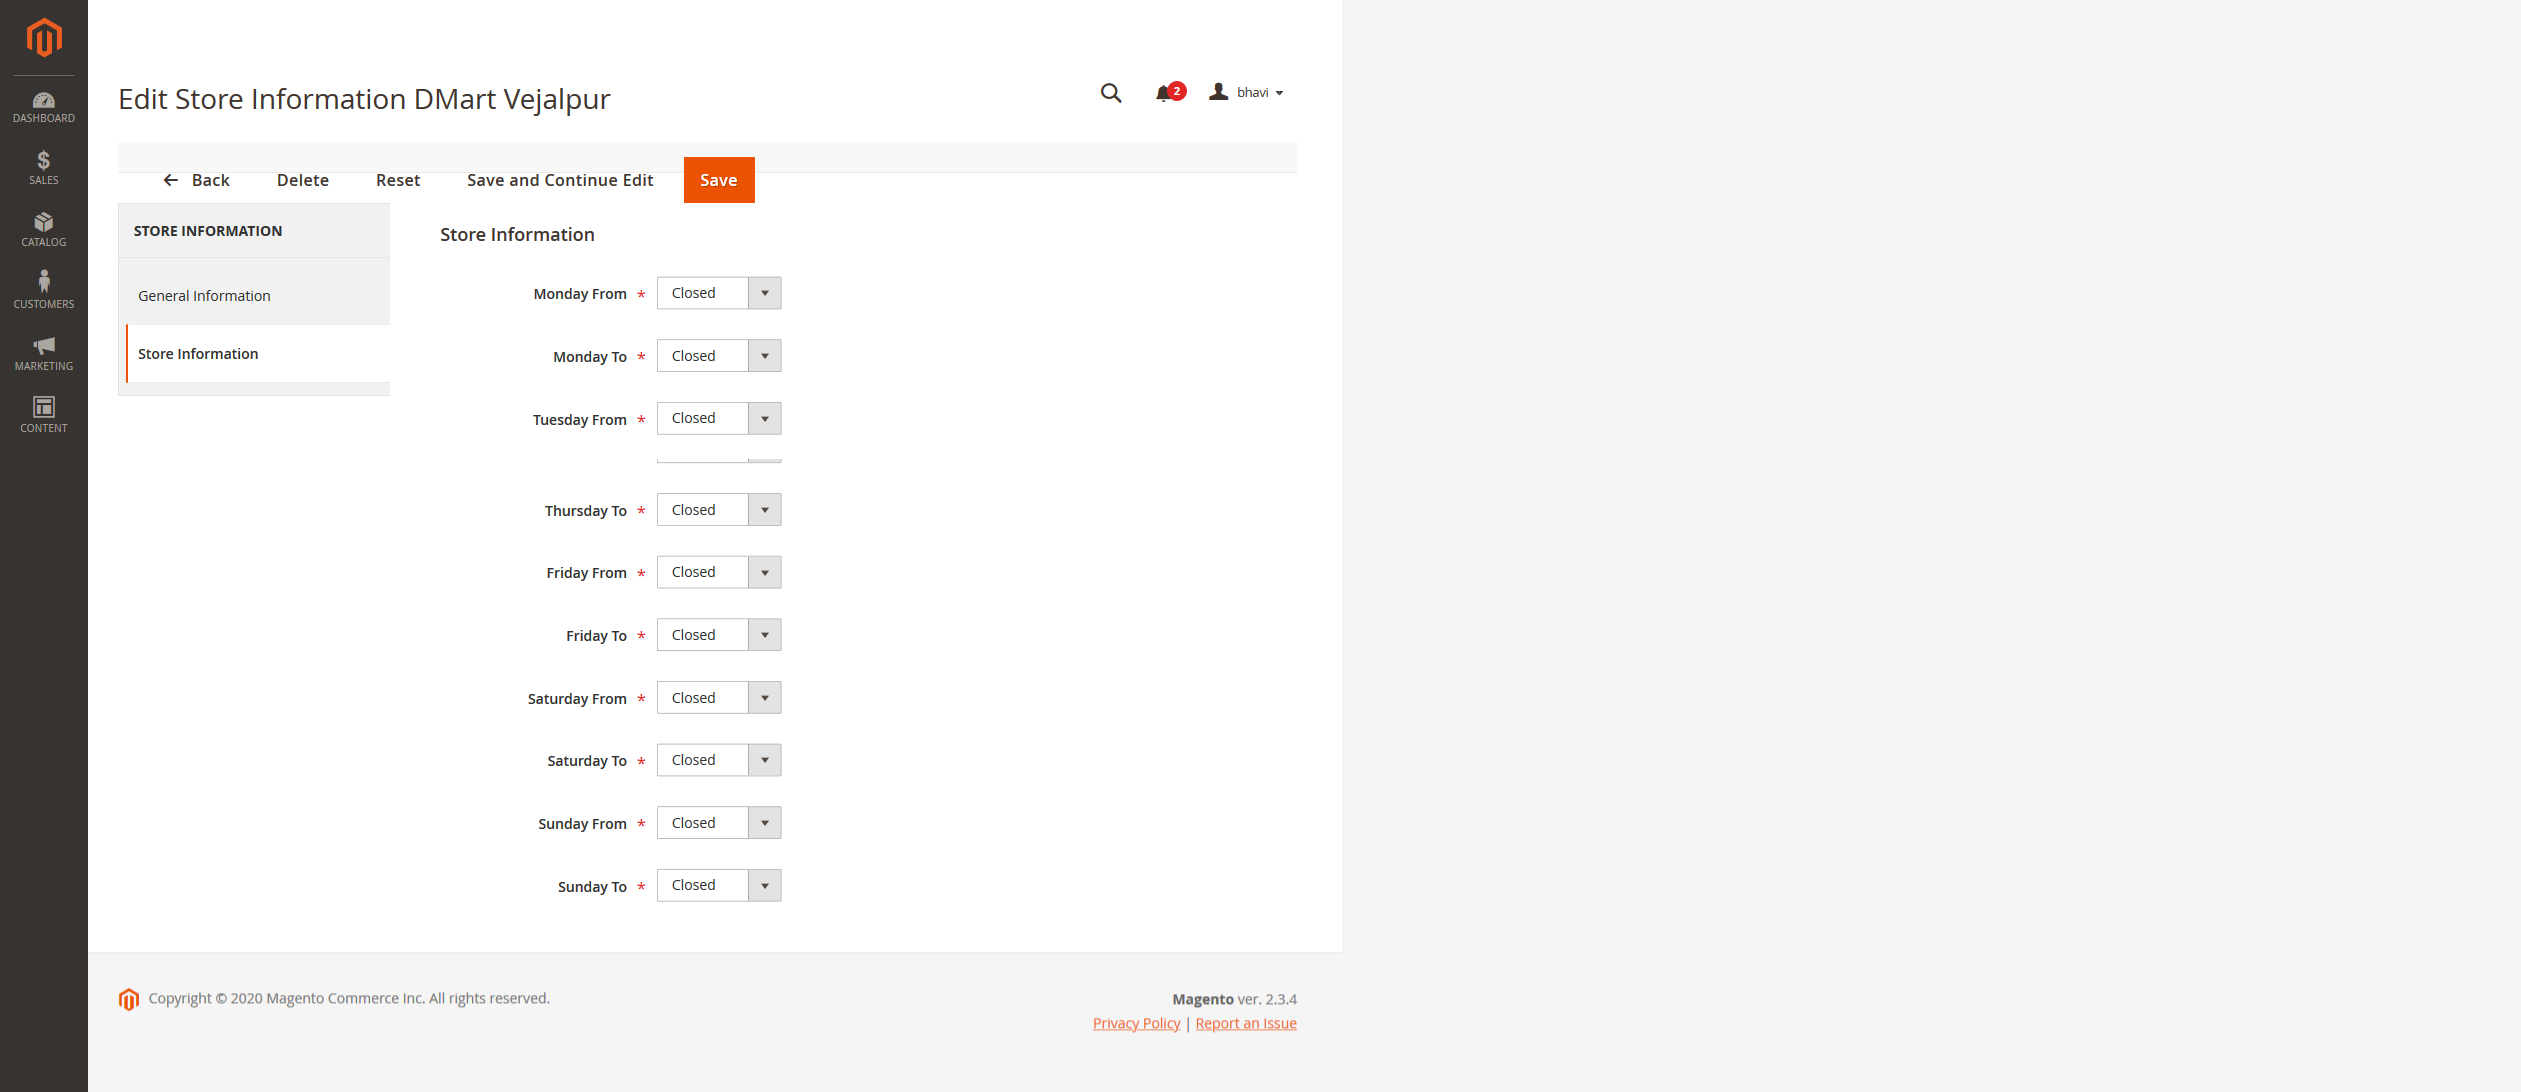 DASHBOARD
SALES
CATALOG
CUSTOMERS
MARKETING
CONTENT
Edit Store Information DMart Vejalpur
2
bhavi
Back Delete Reset Save and Continue Edit Save
STORE INFORMATION
General Information
Store Information
Store Information
Monday From * Closed
Monday To * Closed
Tuesday From * Closed
Thursday To * Closed
Friday From * Closed
Friday To * Closed
Saturday From * Closed
Saturday To * Closed
Sunday From * Closed
Sunday To * Closed
Copyright © 2020 Magento Commerce Inc. All rights reserved.
Magento ver. 2.3.4
Privacy Policy | Report an Issue